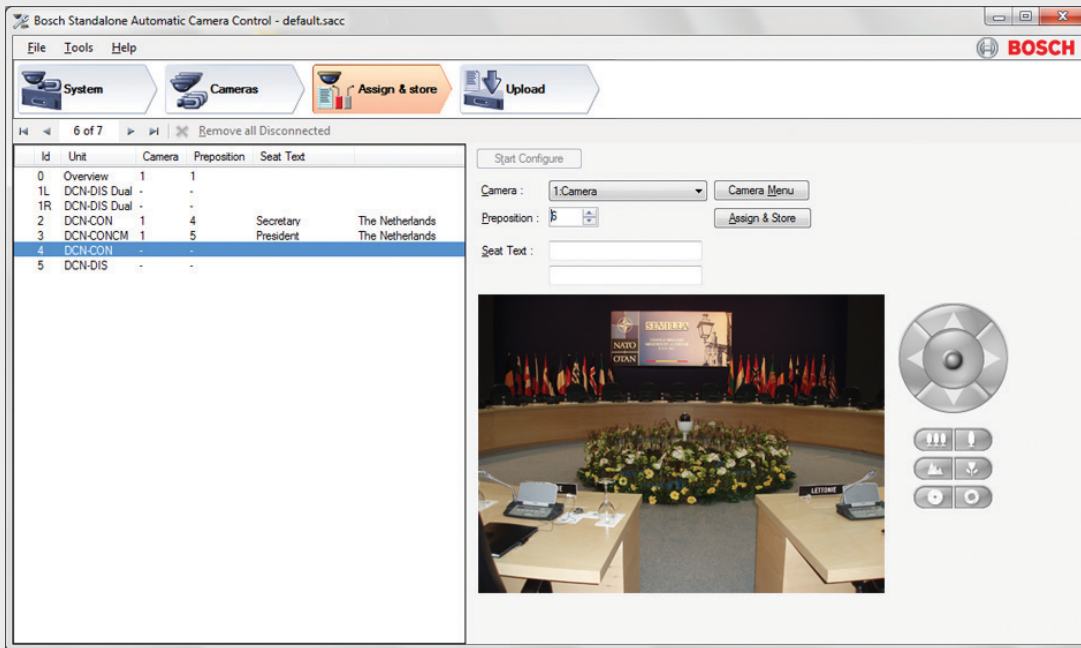 Bosch Standalone Automatic Camera Control - default.sacc
File Tools Help
BOSCH
System
Cameras
Assign & store
Upload
6 of 7 Remove all Disconnected
Id Unit Camera Preposition Seat Text
0 Overview 1 1
1L DCN-DIS Dual - -
1R DCN-DIS Dual - -
2 DCN-CON 1 4 Secretary The Netherlands
3 DCN-CONCM 1 5 President The Netherlands
4 DCN-CON - -
5 DCN-DIS - -
Start Configure
Camera : 1:Camera Camera Menu
Preposition : 6 Assign & Store
Seat Text :
SEVILLA
NATO
OTAN
LETTONIE